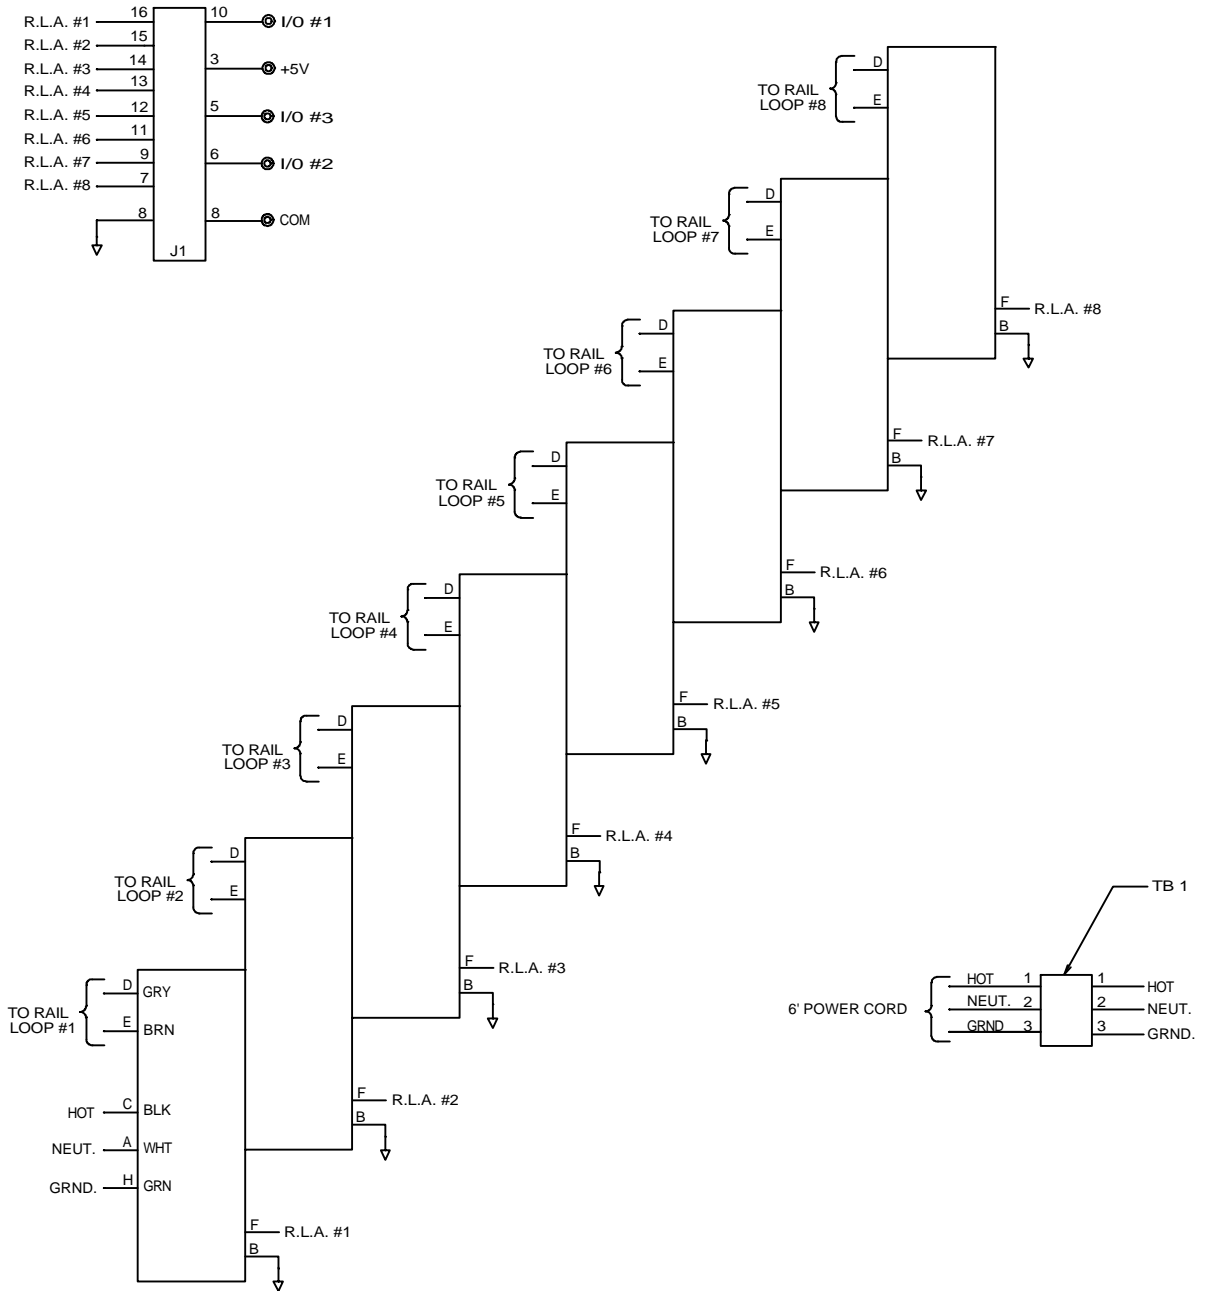 R.L.A. #1 16 10 I/O #1
R.L.A. #2 15
R.L.A. #3 14 3 +5V
R.L.A. #4 13
R.L.A. #5 12 5 I/O #3
R.L.A. #6 11
R.L.A. #7 9 6 I/O #2
R.L.A. #8 7
8 8 COM
J1
TO RAIL
LOOP #8
D
E
F R.L.A. #8
B
TO RAIL
LOOP #7
D
E
F R.L.A. #7
B
TO RAIL
LOOP #6
D
E
F R.L.A. #6
B
TO RAIL
LOOP #5
D
E
F R.L.A. #5
B
TO RAIL
LOOP #4
D
E
F R.L.A. #4
B
TO RAIL
LOOP #3
D
E
F R.L.A. #3
B
TO RAIL
LOOP #2
D
E
F R.L.A. #2
B
TO RAIL
LOOP #1
D GRY
E BRN
HOT C BLK
NEUT. A WHT
GRND. H GRN
F R.L.A. #1
B
TB 1
6' POWER CORD
HOT 1 1 HOT
NEUT. 2 2 NEUT.
GRND 3 3 GRND.